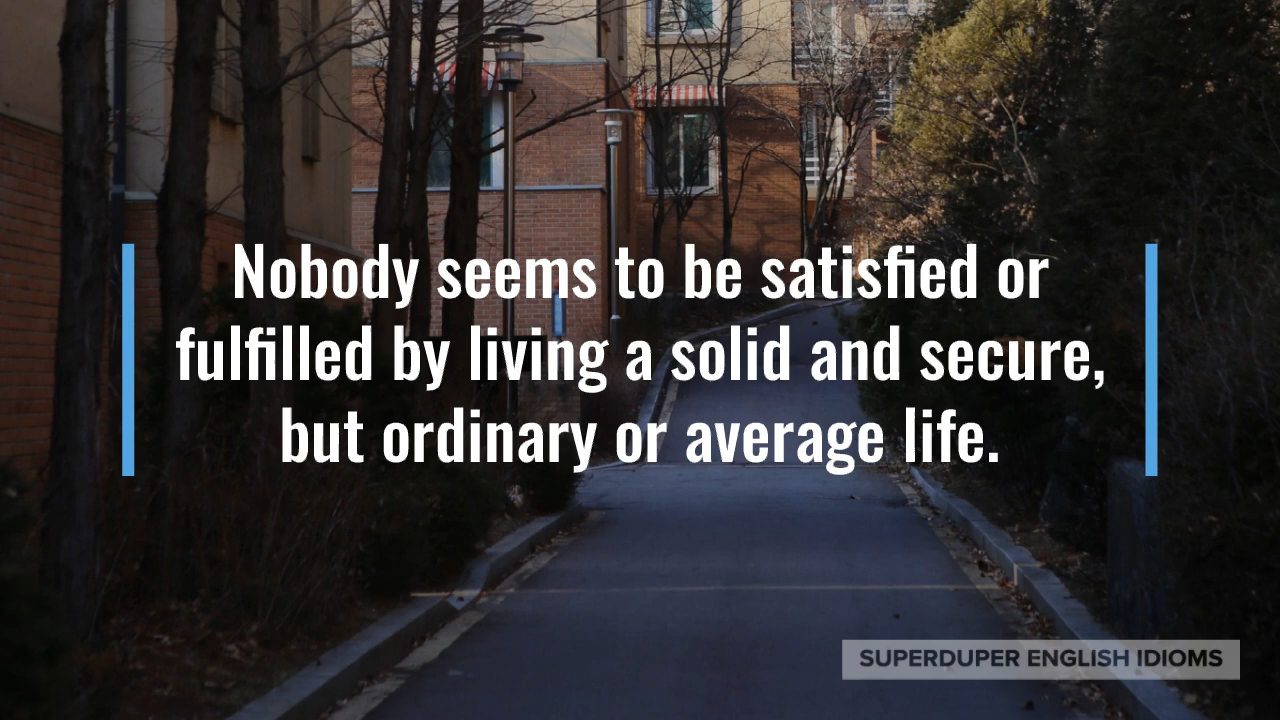 Nobody seems to be satisfied or
fulfilled by living a solid and secure,
but ordinary or average life.
SUPERDUPER ENGLISH IDIOMS